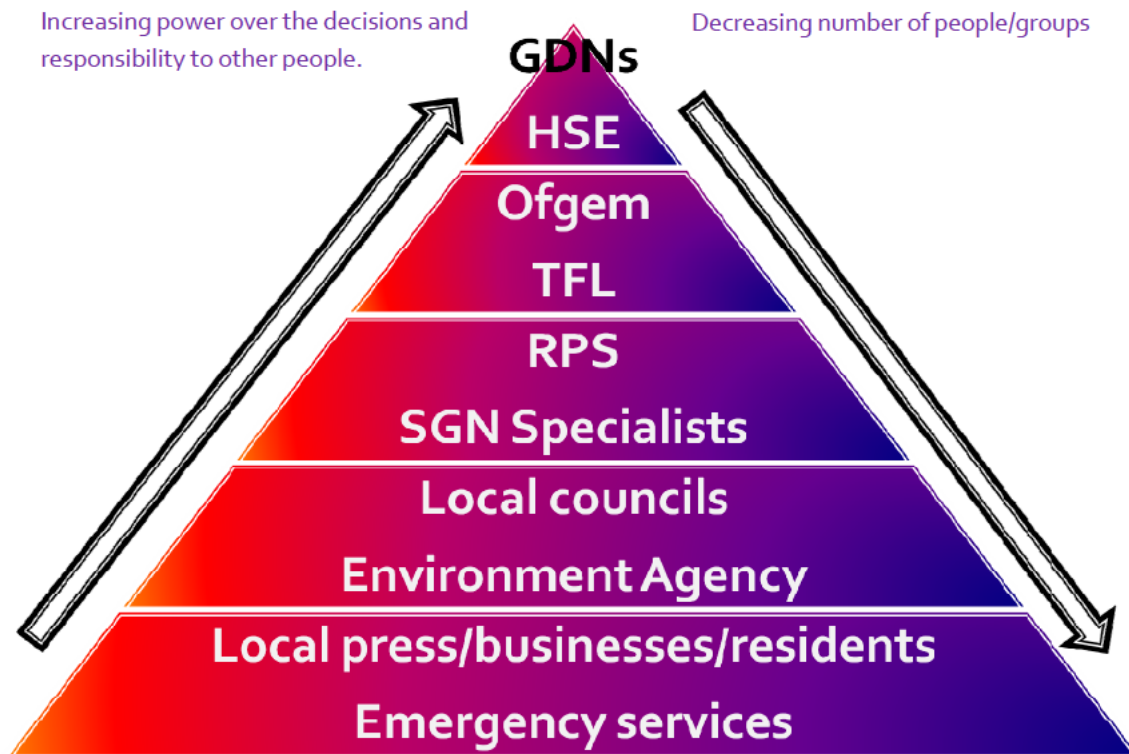 Increasing power over the decisions and
responsibility to other people.
Decreasing number of people/groups
GDNs
HSE
Ofgem
TFL
RPS
SGN Specialists
Local councils
Environment Agency
Local press/businesses/residents
Emergency services